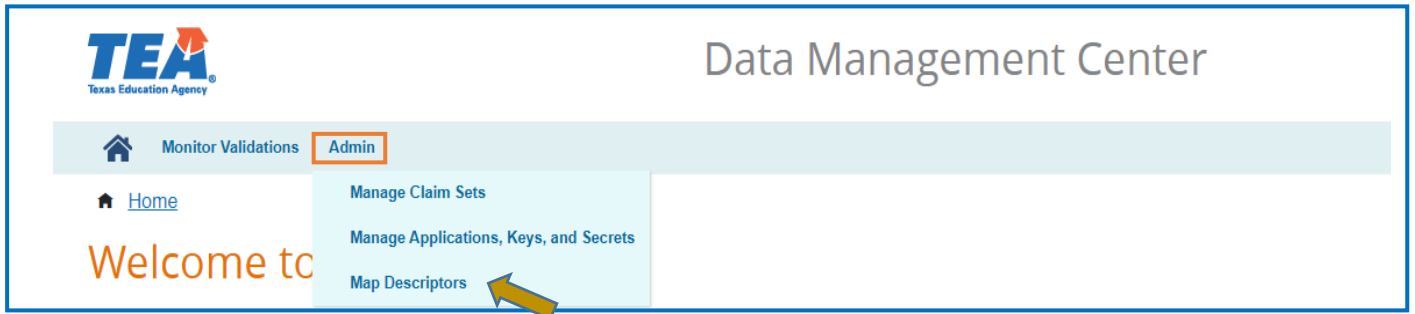 TEA®
Texas Education Agency
Data Management Center
Monitor Validations Admin
Home
Manage Claim Sets
Manage Applications, Keys, and Secrets
Welcome to
Map Descriptors